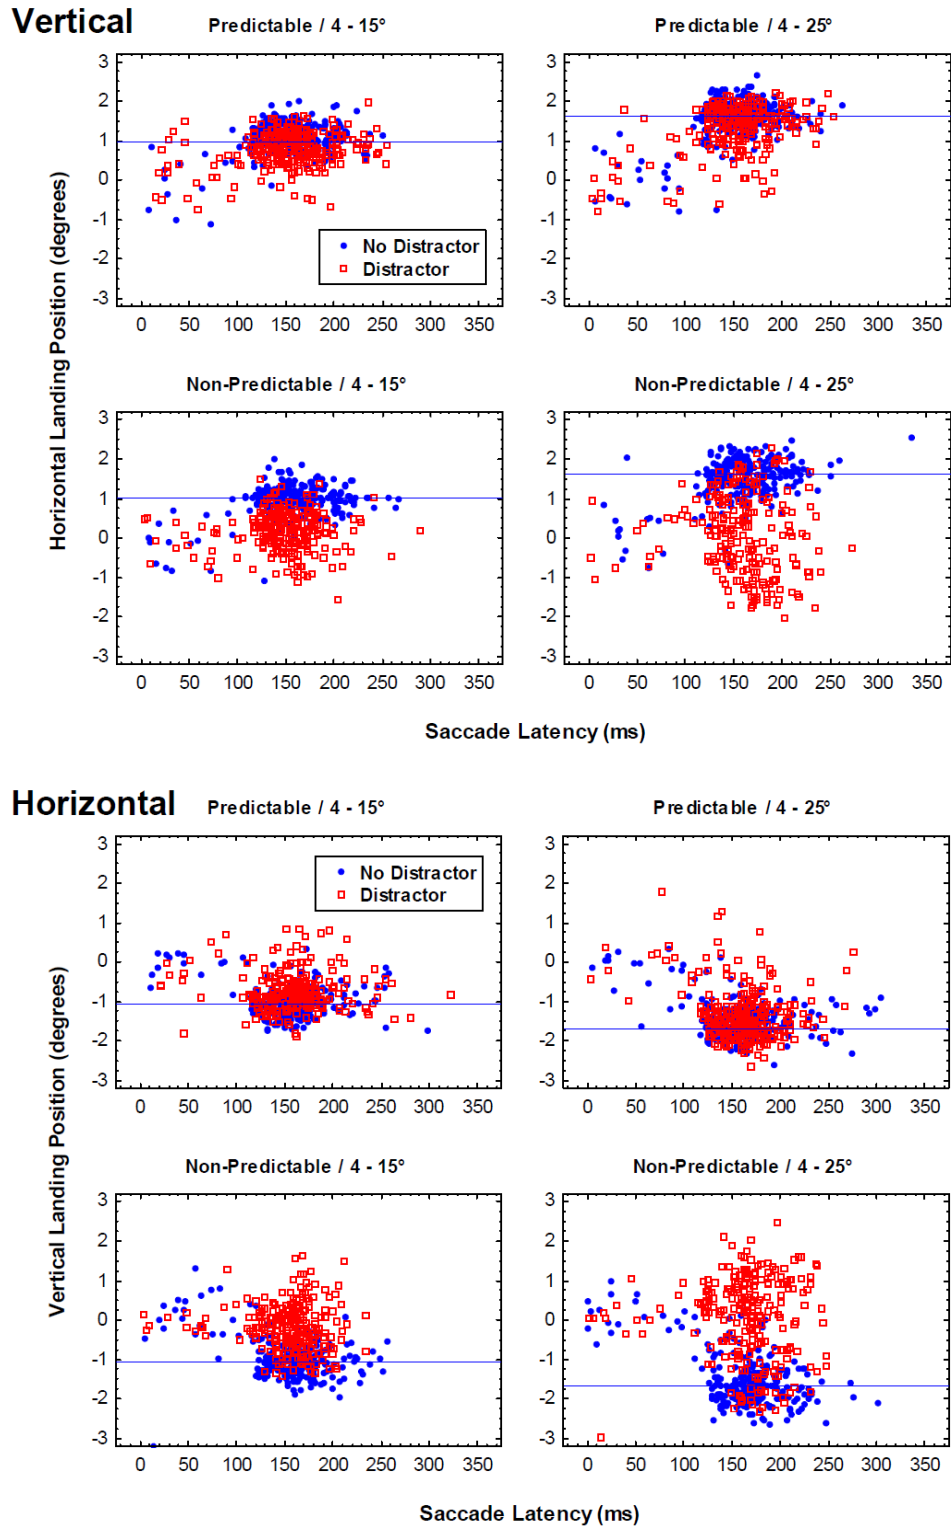 Vertical
Predictable / 4 - 15°
Predictable / 4 - 25°
3
2
1
0
-1
-2
-3
No Distractor
Distractor
0 50 100 150 200 250 300 350
3
2
1
0
-1
-2
-3
0 50 100 150 200 250 300 350
Horizontal Landing Position (degrees)
Non-Predictable / 4 - 15°
Non-Predictable / 4 - 25°
3
2
1
0
-1
-2
-3
0 50 100 150 200 250 300 350
3
2
1
0
-1
-2
-3
0 50 100 150 200 250 300 350
Saccade Latency (ms)
Horizontal
Predictable / 4 - 15°
Predictable / 4 - 25°
3
2
1
0
-1
-2
-3
No Distractor
Distractor
0 50 100 150 200 250 300 350
3
2
1
0
-1
-2
-3
0 50 100 150 200 250 300 350
Vertical Landing Position (degrees)
Non-Predictable / 4 - 15°
Non-Predictable / 4 - 25°
3
2
1
0
-1
-2
-3
0 50 100 150 200 250 300 350
3
2
1
0
-1
-2
-3
0 50 100 150 200 250 300 350
Saccade Latency (ms)